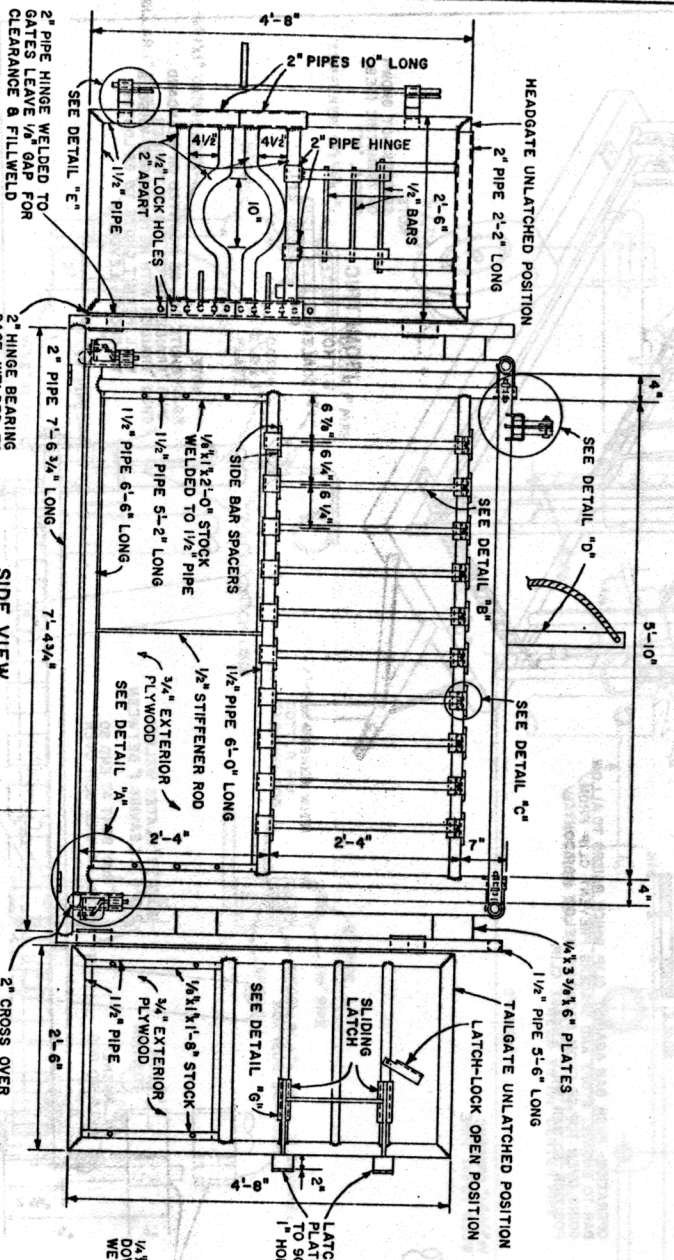 HEADGATE UNLATCHED POSITION
2" PIPE 2'-2" LONG
4'-8"
2" PIPES 10" LONG
2" PIPE HINGE
1/2" BARS
2'-6"
4 1/2"
4 1/2"
10"
1/2" LOCK HOLES
2" APART
1 1/2" PIPE
SEE DETAIL "E"
2" PIPE HINGE WELDED TO
GATES LEAVE 1/8" GAP FOR
CLEARANCE & FILLWELD
2" HINGE BEARING
4"
5'-10"
4"
SEE DETAIL "D"
SEE DETAIL "B"
SEE DETAIL "C"
6 7/8"
6 1/4"
6 1/4"
SIDE BAR SPACERS
1/8"x1"x2'-0" STOCK
WELDED TO 1 1/2" PIPE
1 1/2" PIPE 5'-2" LONG
1 1/2" PIPE 6'-6" LONG
1 1/2" PIPE 6'-0" LONG
1/2" STIFFENER ROD
3/4" EXTERIOR
PLYWOOD
SEE DETAIL "A"
2'-4"
2'-4"
7"
2" PIPE 7'-6 3/4" LONG
7'-4 3/4"
SIDE VIEW
1/4"x3 3/8"x6" PLATES
1 1/2" PIPE 5'-6" LONG
TAILGATE UNLATCHED POSITION
LATCH-LOCK OPEN POSITION
SLIDING
LATCH
SEE DETAIL "G"
1/8"x1"x1'-8" STOCK
3/4" EXTERIOR
PLYWOOD
1 1/2" PIPE
2'-6"
4'-8"
2"
2" CROSS OVER